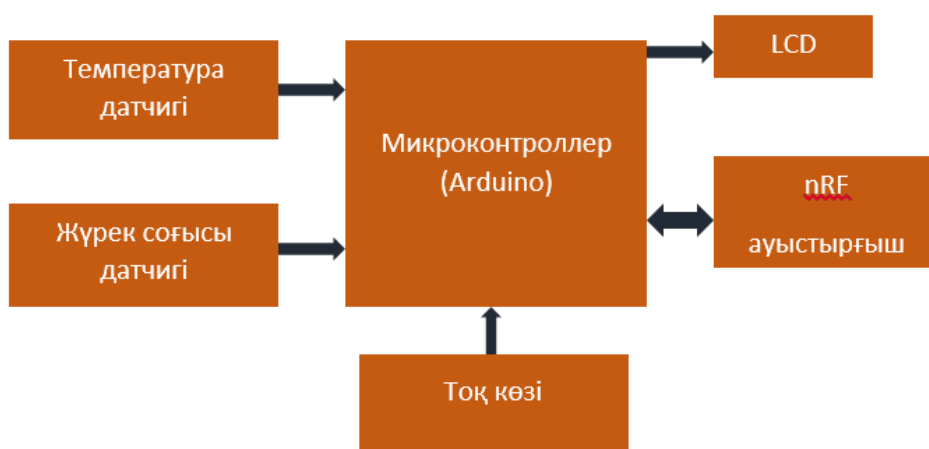 Температура
датчигі
Жүрек соғысы
датчигі
Микроконтроллер
(Arduino)
LCD
nRF
ауыстырғыш
Тоқ көзі